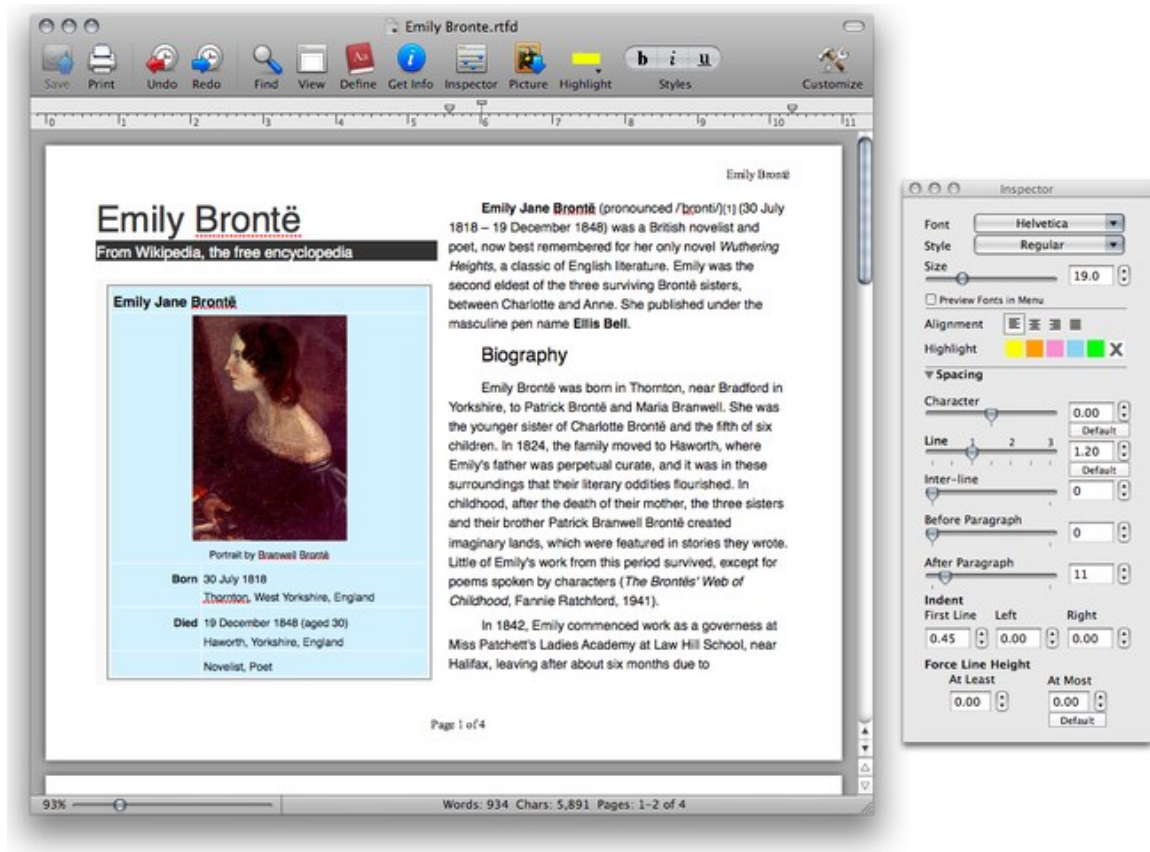 Emily Bronte.rtfd
Save Print Undo Redo Find View Define Get Info Inspector Picture Highlight Styles Customize
Aa
b i u
0 1 2 3 4 5 6 7 8 9 10 11
Emily Brontë
Emily Brontë
From Wikipedia, the free encyclopedia
Emily Jane Brontë
Portrait by Branwell Brontë
Born 30 July 1818
Thornton, West Yorkshire, England
Died 19 December 1848 (aged 30)
Haworth, Yorkshire, England
Novelist, Poet
Emily Jane Brontë (pronounced /ˈbrɒnti/)[1] (30 July
1818 – 19 December 1848) was a British novelist and
poet, now best remembered for her only novel Wuthering
Heights, a classic of English literature. Emily was the
second eldest of the three surviving Brontë sisters,
between Charlotte and Anne. She published under the
masculine pen name Ellis Bell.
Biography
Emily Brontë was born in Thornton, near Bradford in
Yorkshire, to Patrick Brontë and Maria Branwell. She was
the younger sister of Charlotte Brontë and the fifth of six
children. In 1824, the family moved to Haworth, where
Emily's father was perpetual curate, and it was in these
surroundings that their literary oddities flourished. In
childhood, after the death of their mother, the three sisters
and their brother Patrick Branwell Brontë created
imaginary lands, which were featured in stories they wrote.
Little of Emily's work from this period survived, except for
poems spoken by characters (The Brontës' Web of
Childhood, Fannie Ratchford, 1941).
In 1842, Emily commenced work as a governess at
Miss Patchett's Ladies Academy at Law Hill School, near
Halifax, leaving after about six months due to
Page 1 of 4
93%
Words: 934 Chars: 5,891 Pages: 1-2 of 4
Inspector
Font Helvetica
Style Regular
Size 19.0
Preview Fonts in Menu
Alignment
Highlight X
Spacing
Character 0.00
Default
Line 1 2 3 1.20
Default
Inter-line 0
Before Paragraph 0
After Paragraph 11
Indent
First Line Left Right
0.45 0.00 0.00
Force Line Height
At Least At Most
0.00 0.00
Default